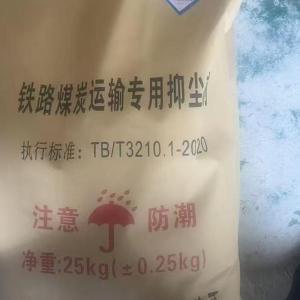 铁路煤炭运输专用抑尘
执行标准：TB/T3210.1-2020
注意 防潮
净重:25kg(±0.25kg)